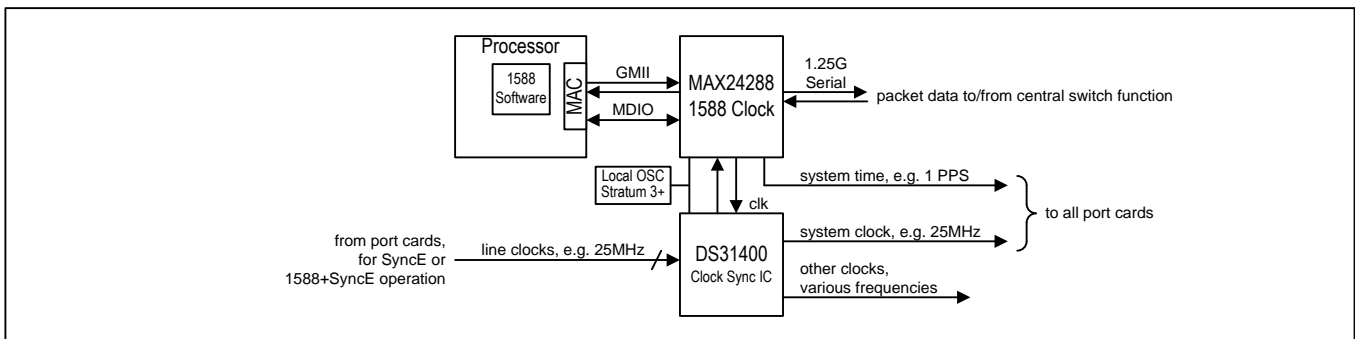 Processor
1588
Software
MAC
GMII
MDIO
MAX24288
1588 Clock
1.25G
Serial
packet data to/from central switch function
Local OSC
Stratum 3+
clk
system time, e.g. 1 PPS
to all port cards
system clock, e.g. 25MHz
from port cards,
for SyncE or
1588+SyncE operation
line clocks, e.g. 25MHz
DS31400
Clock Sync IC
other clocks,
various frequencies